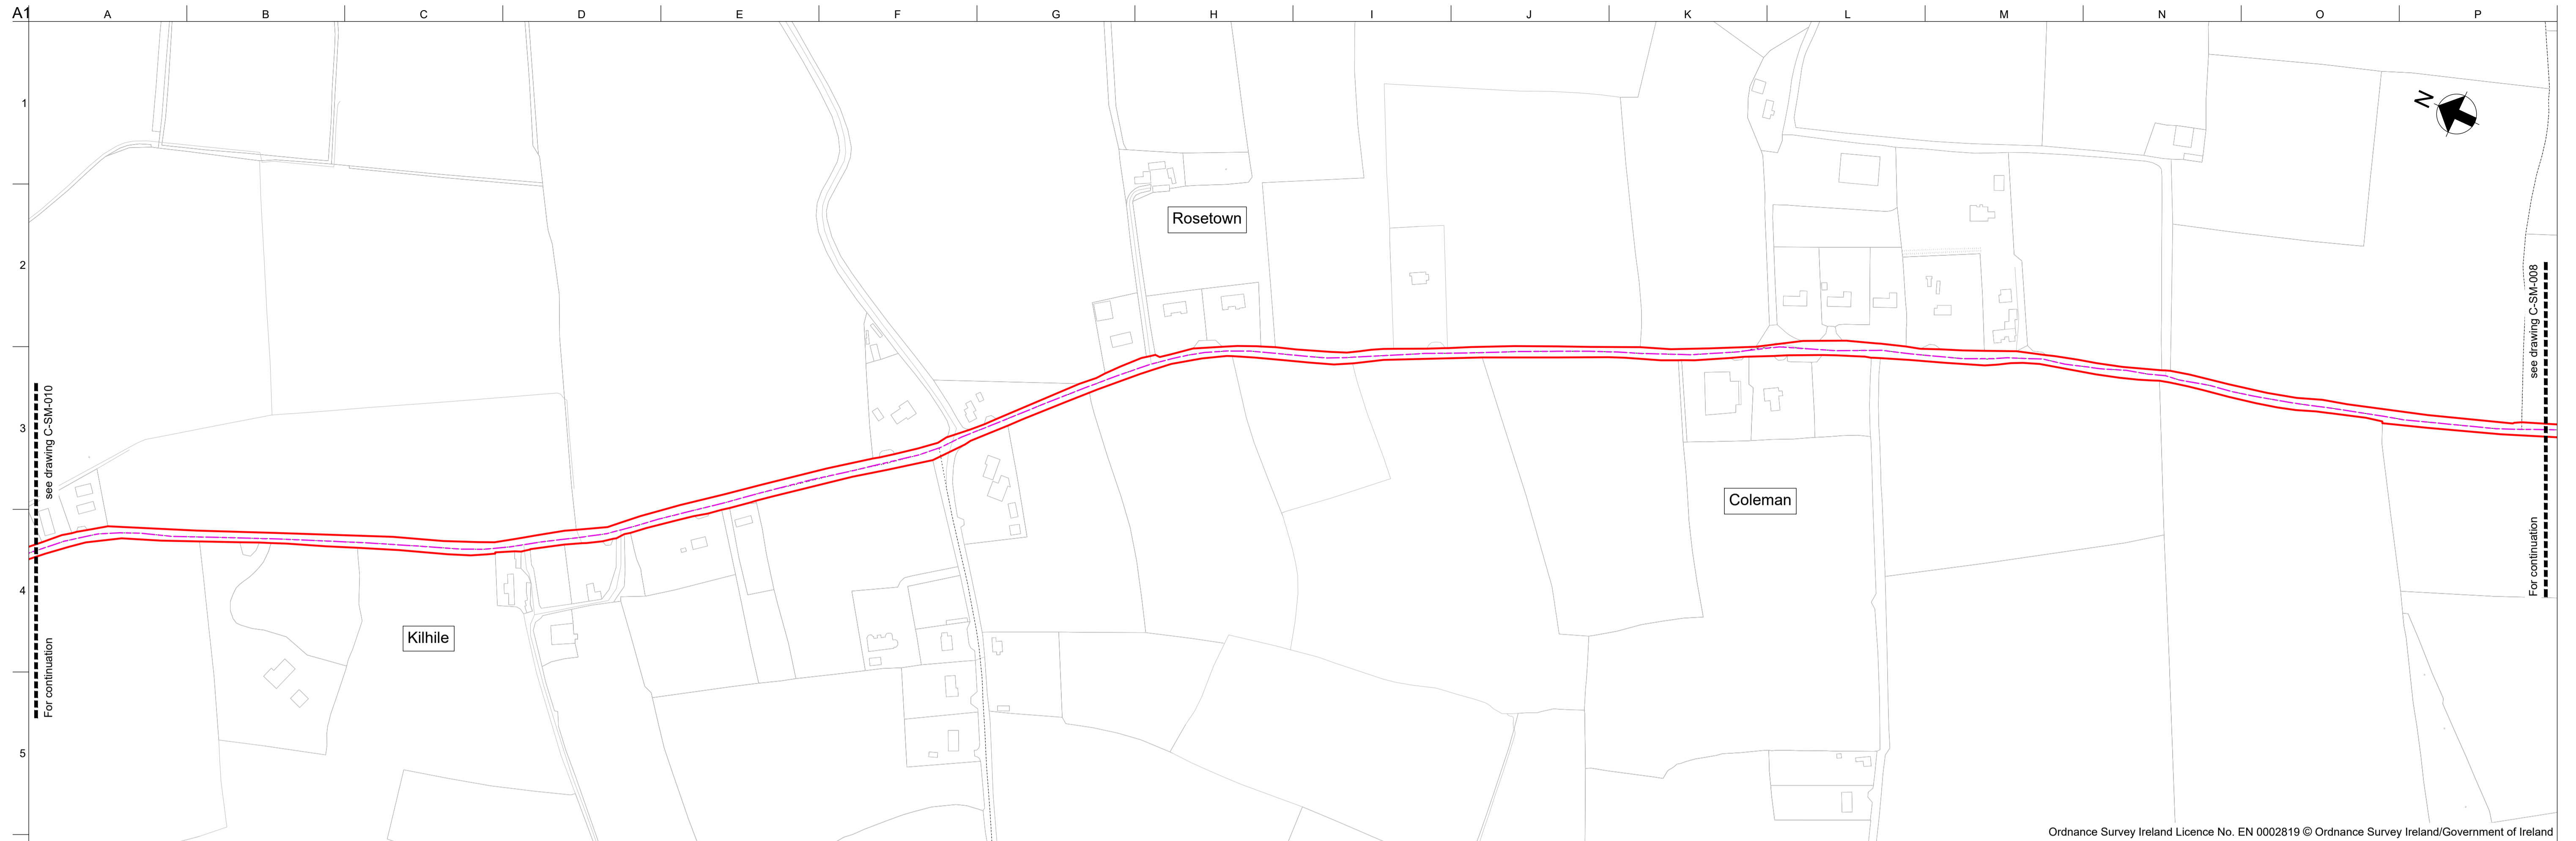 A1
A B C D E F G H I J K L M N O P
1
N
Rosetown
2
see drawing C-SM-008
see drawing C-SM-010
3
Coleman
For continuation
4
Kilhile
For continuation
5
Ordnance Survey Ireland Licence No. EN 0002819 © Ordnance Survey Ireland/Government of Ireland